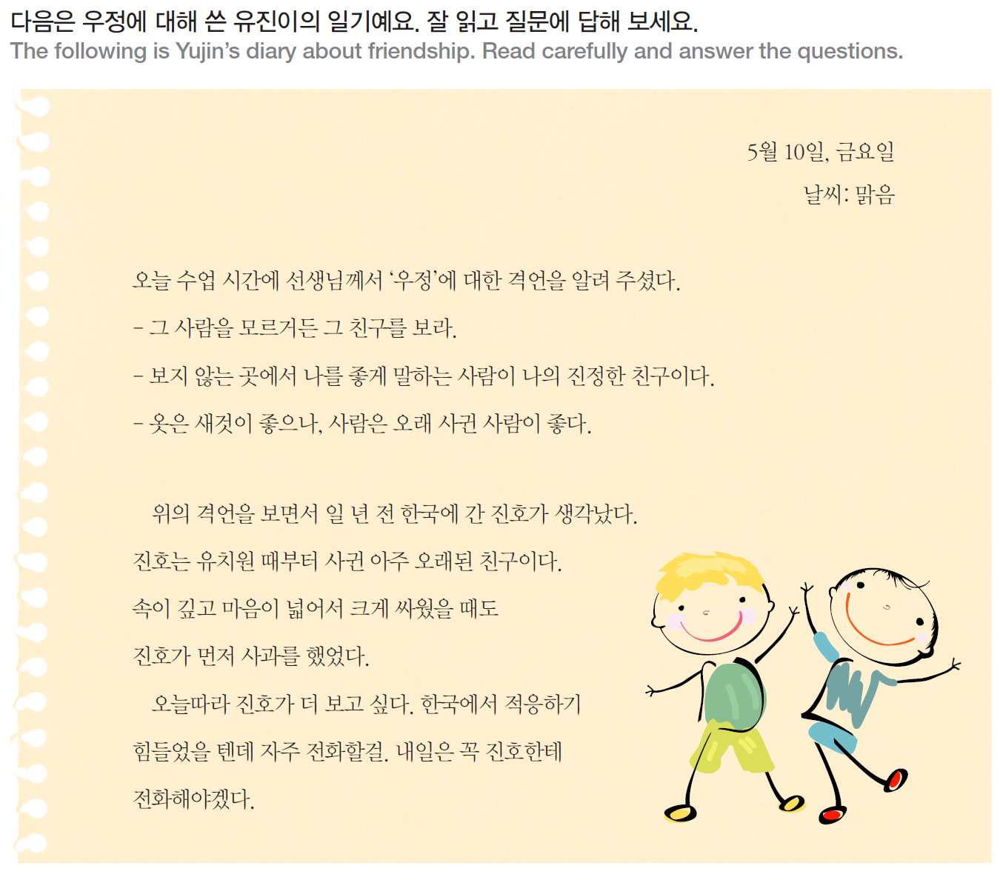 다음은 우정에 대해 쓴 유진이의 일기예요. 잘 읽고 질문에 답해 보세요.
The following is Yujin's diary about friendship. Read carefully and answer the questions.
5월 10일, 금요일
날씨: 맑음
오늘 수업 시간에 선생님께서 ‘우정’에 대한 격언을 알려 주셨다.
– 그 사람을 모르거든 그 친구를 보라.
– 보지 않는 곳에서 나를 좋게 말하는 사람이 나의 진정한 친구이다.
– 옷은 새것이 좋으나, 사람은 오래 사귄 사람이 좋다.
위의 격언을 보면서 일 년 전 한국에 간 진호가 생각났다.
진호는 유치원 때부터 사귄 아주 오래된 친구이다.
속이 깊고 마음이 넓어서 크게 싸웠을 때도
진호가 먼저 사과를 했었다.
오늘따라 진호가 더 보고 싶다. 한국에서 적응하기
힘들었을 텐데 자주 전화할걸. 내일은 꼭 진호한테
전화해야겠다.